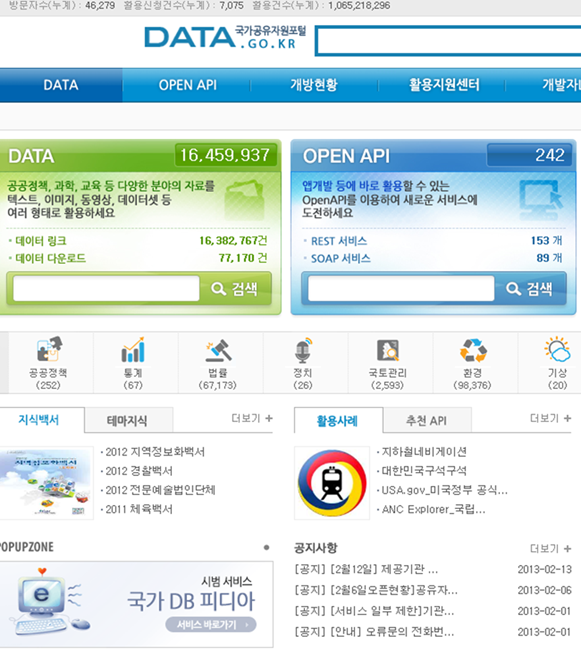 방문자수(누계) : 46,279 활용신청건수(누계) : 7,075 활용건수(누계) : 1,065,218,296
DATA 국가공유자원포털
.GO.KR
DATA OPEN API 개방현황 활용지원센터 개발자
DATA 16,459,937
공공정책, 과학, 교육 등 다양한 분야의 자료를
텍스트, 이미지, 동영상, 데이터셋 등
여러 형태로 활용하세요
데이터 링크 16,382,767건
데이터 다운로드 77,170 건
검색
OPEN API 242
앱개발 등에 바로 활용할 수 있는
OpenAPI를 이용하여 새로운 서비스에
도전하세요
REST 서비스 153 개
SOAP 서비스 89 개
검색
공공정책 통계 법률 정치 국토관리 환경 기상
(252) (67) (67,173) (26) (2,593) (98,376) (20)
지식백서 테마지식 더보기 +
· 2012 지역정보화백서
· 2012 경찰백서
· 2012 전문예술법인단체
· 2011 체육백서
활용사례 추천 API 더보기 +
· 지하철네비게이션
· 대한민국구석구석
· USA.gov_미국정부 공식...
· ANC Explorer_국립...
POPUPZONE
시범 서비스
국가 DB 피디아
서비스 바로가기
공지사항 더보기 +
[공지] [2월12일] 제공기관 ... 2013-02-13
[공지] [2월6일오픈현황]공유자... 2013-02-06
[공지] [서비스 일부 제한]기관... 2013-02-01
[공지] [안내] 오류문의 전화번... 2013-02-01